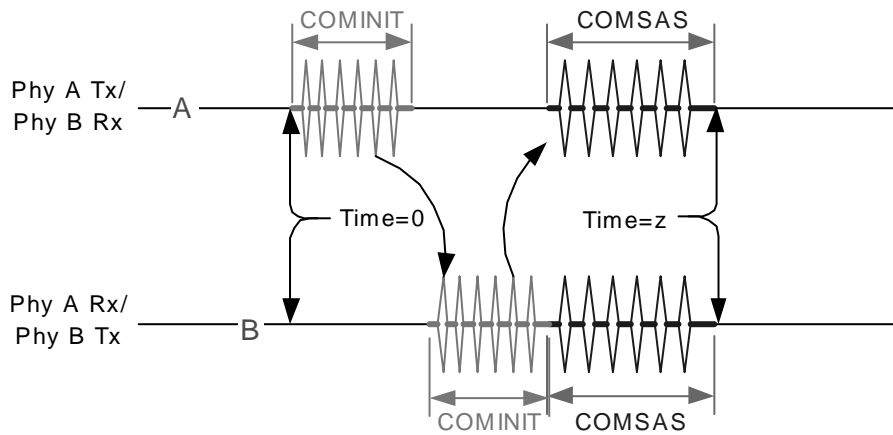 COMINIT
COMSAS
Phy A Tx/
Phy B Rx
A
Time=0
Time=z
Phy A Rx/
Phy B Tx
B
COMINIT
COMSAS